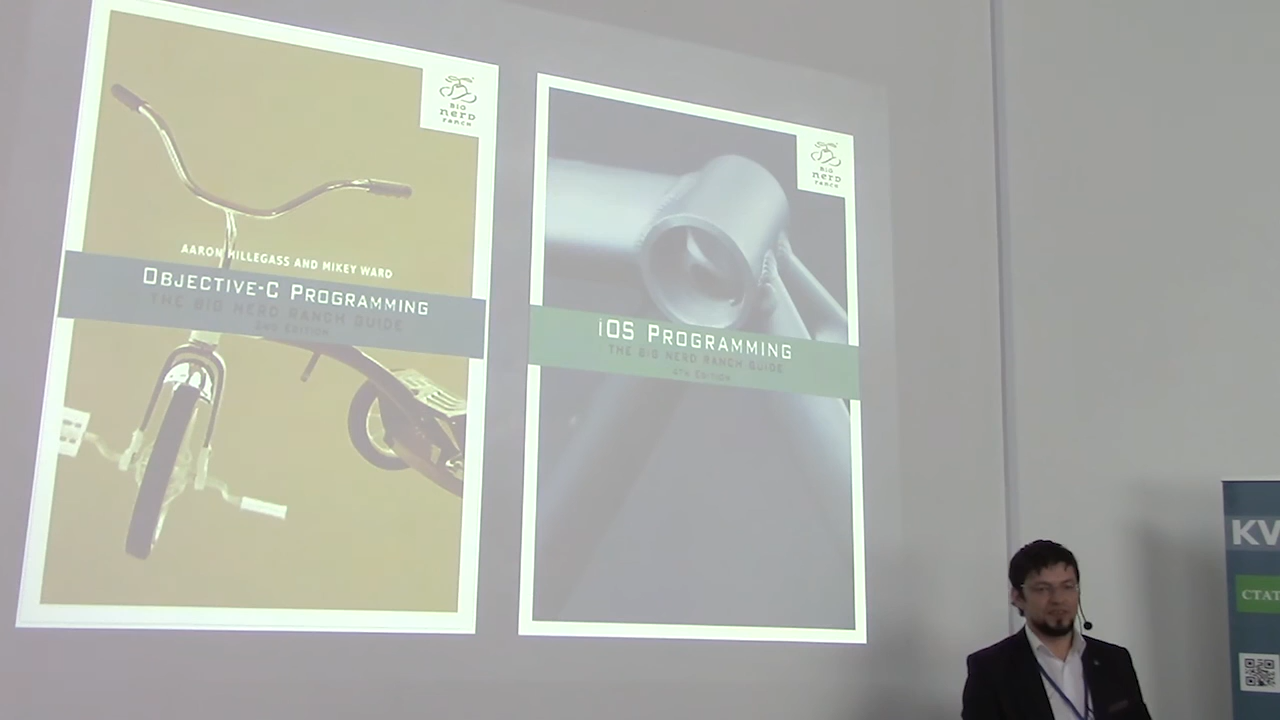 BIG
nerd
ranch
AARON HILLEGASS AND MIKEY WARD
OBJECTIVE-C PROGRAMMING
THE BIG NERD RANCH GUIDE
2ND EDITION
BIG
nerd
ranch
iOS PROGRAMMING
THE BIG NERD RANCH GUIDE
4TH EDITION
KV
СТАТ